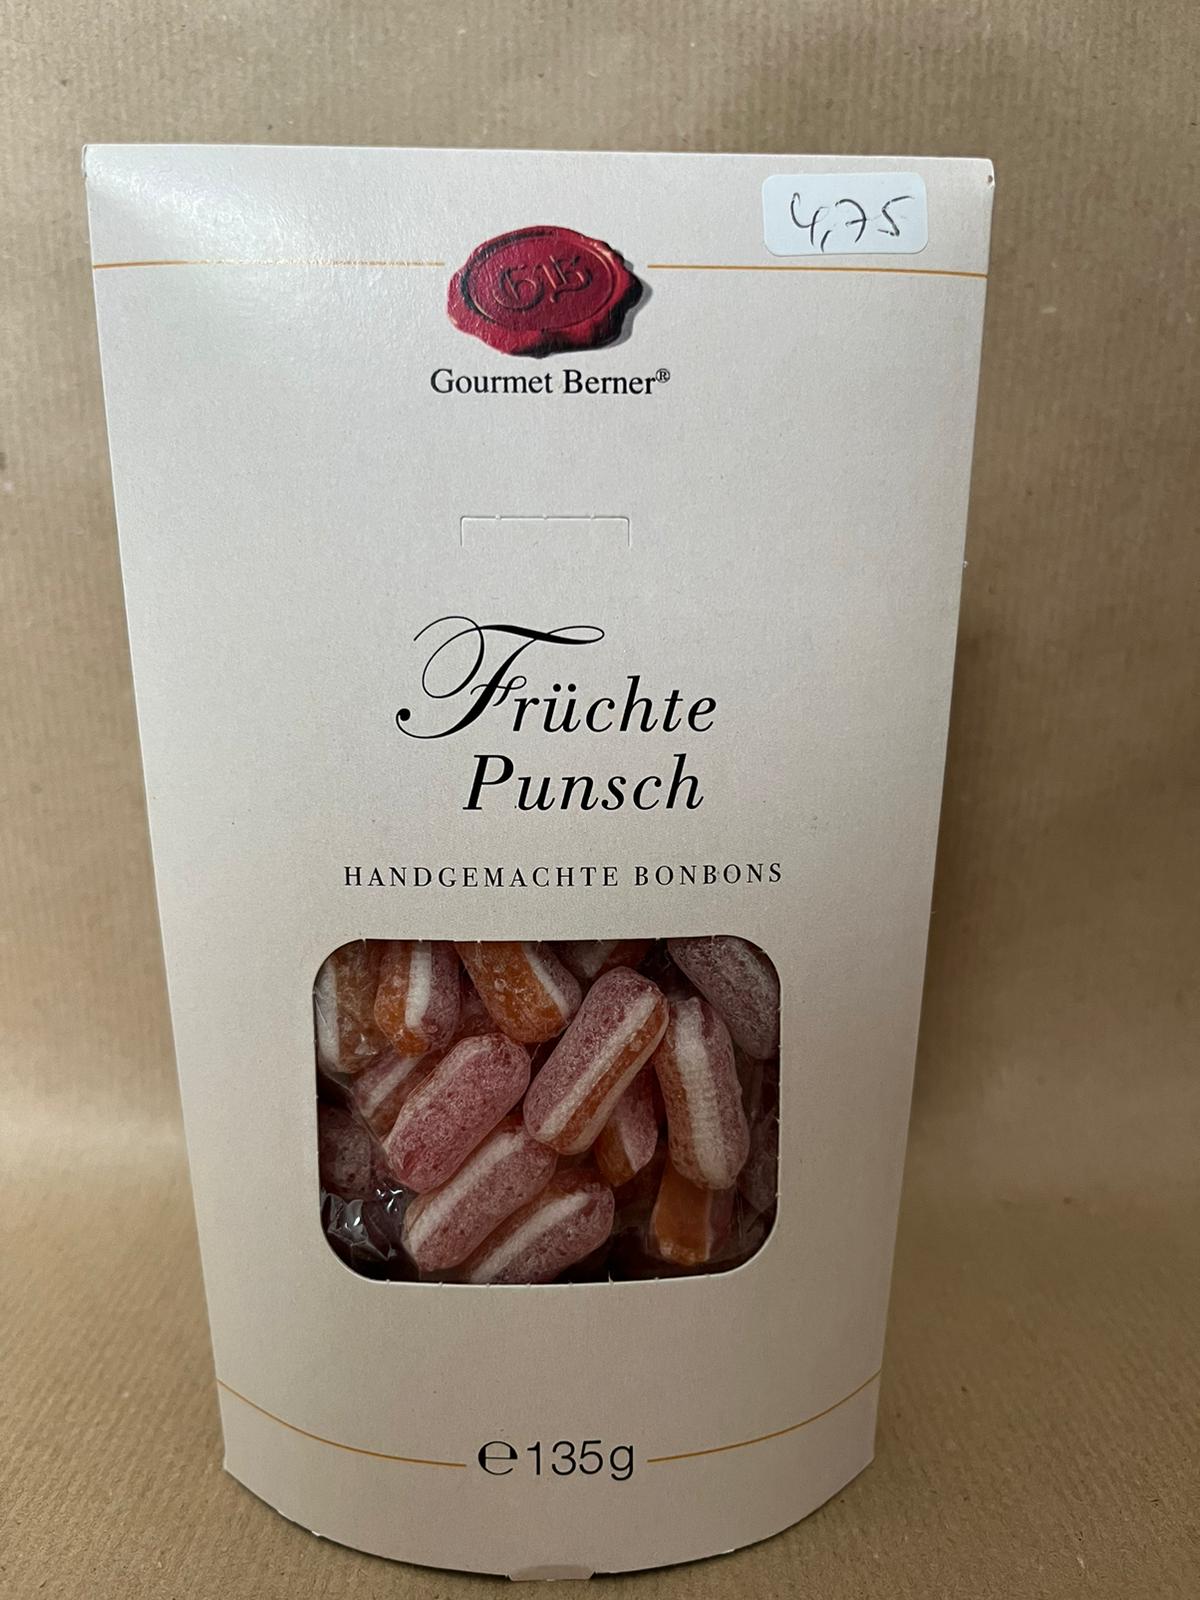 4,75
GB
Gourmet Berner®
Früchte
Punsch
HANDGEMACHTE BONBONS
℮135g